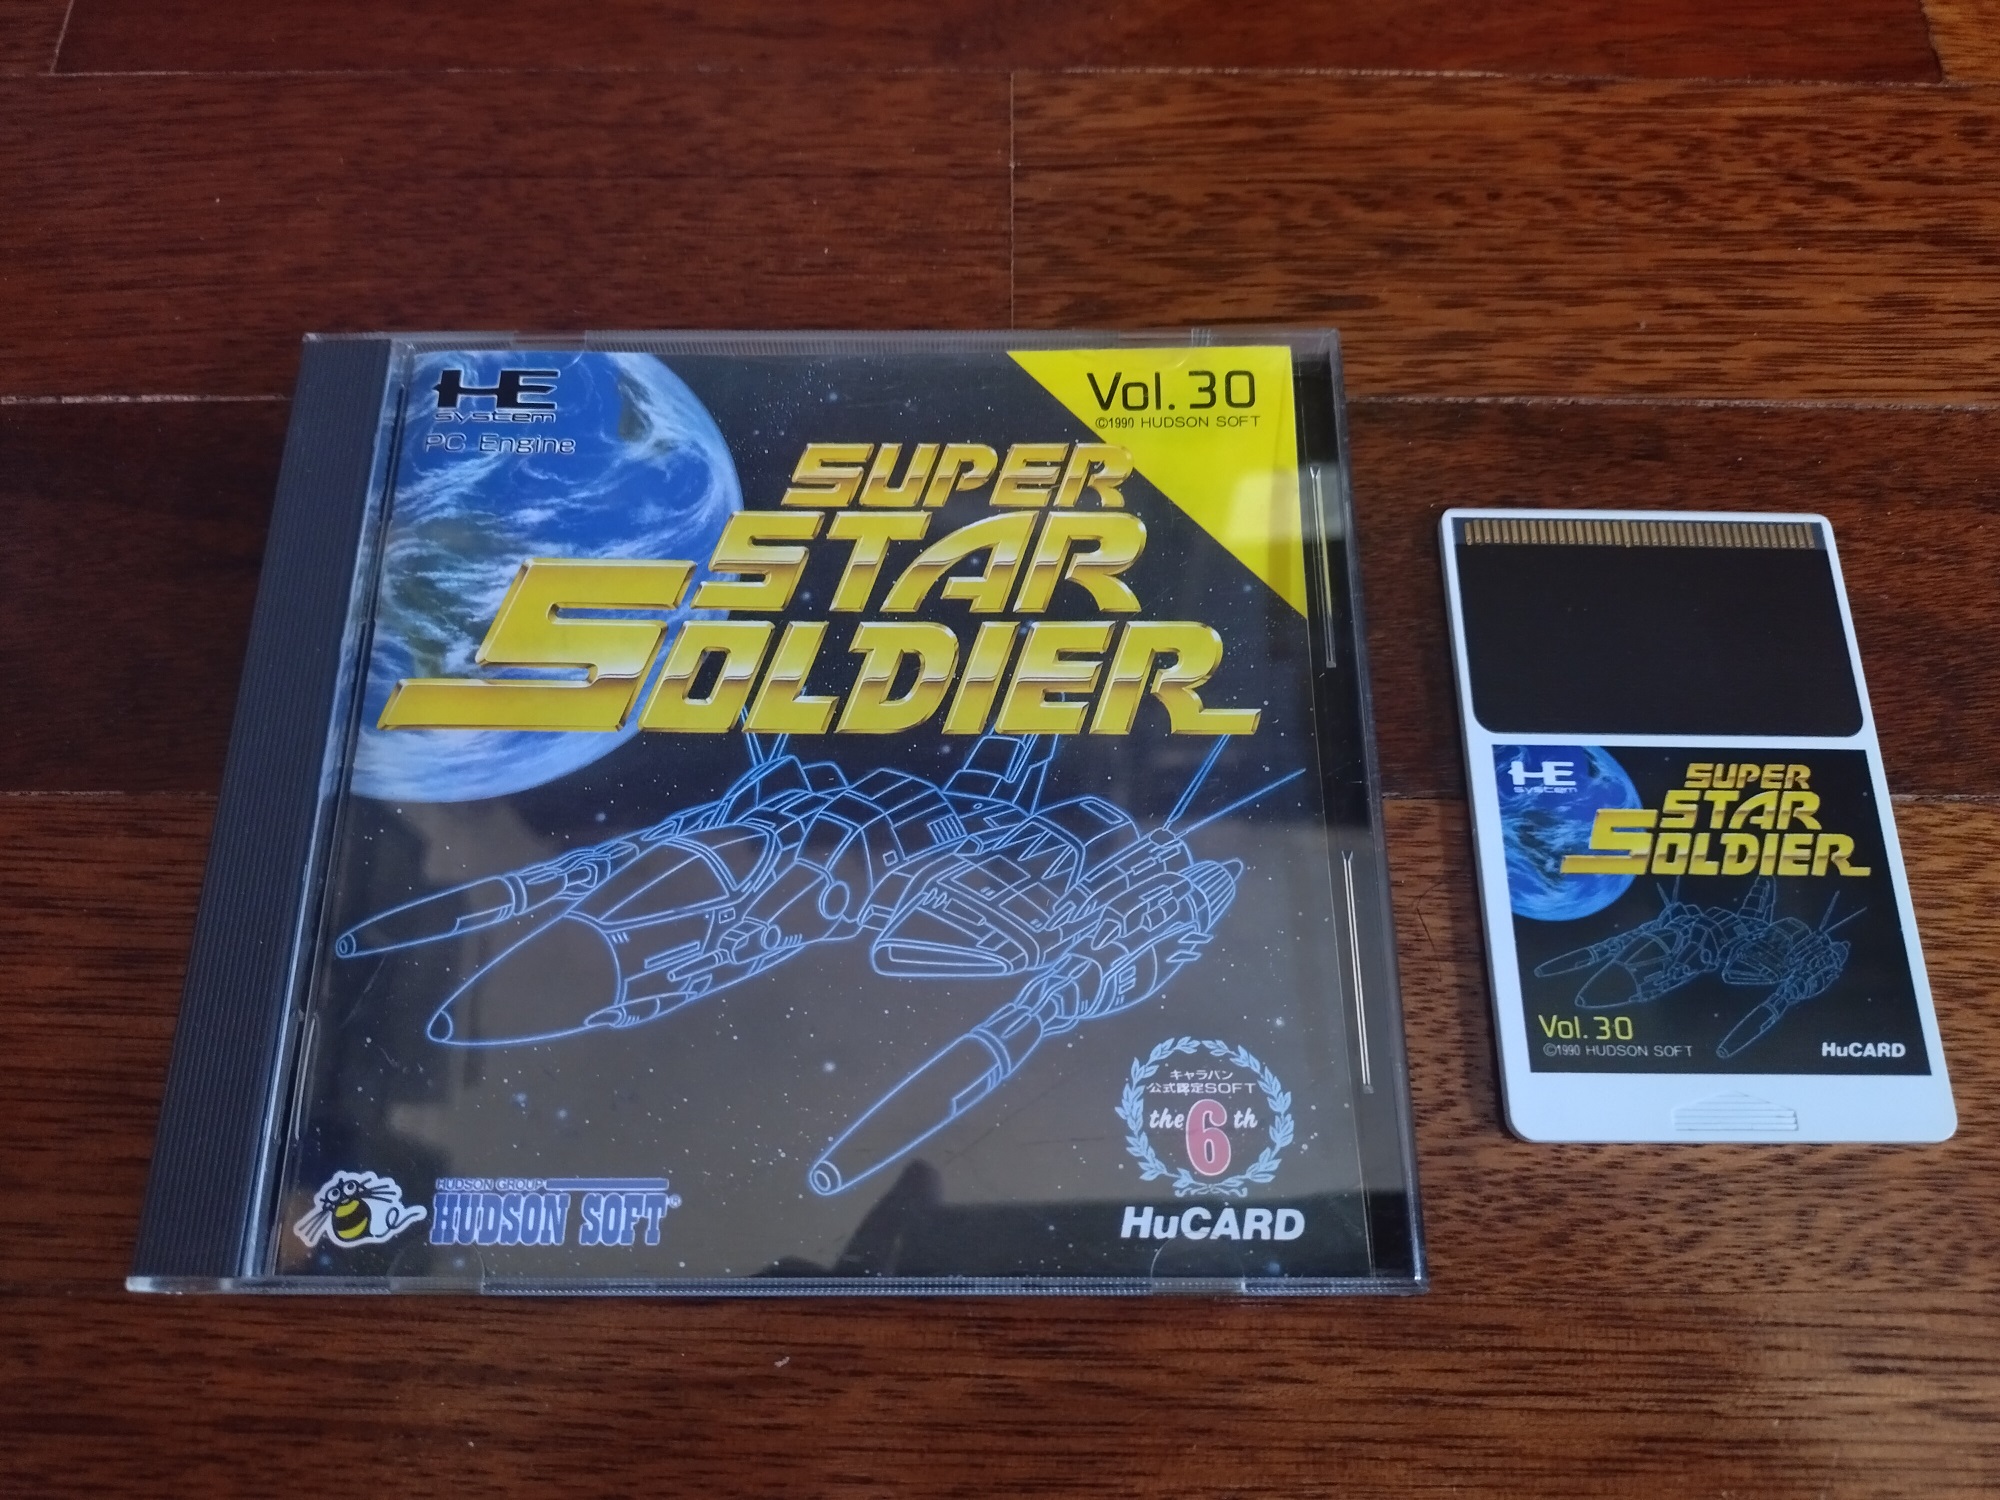 HE
system
PC Engine
Vol. 30
©1990 HUDSON SOFT
SUPER
STAR
SOLDIER
キャラバン
公式認定SOFT
the 6 th
HUDSON GROUP
HUDSON SOFT®
HuCARD
HE
system
SUPER
STAR
SOLDIER
Vol. 30
©1990 HUDSON SOFT
HuCARD